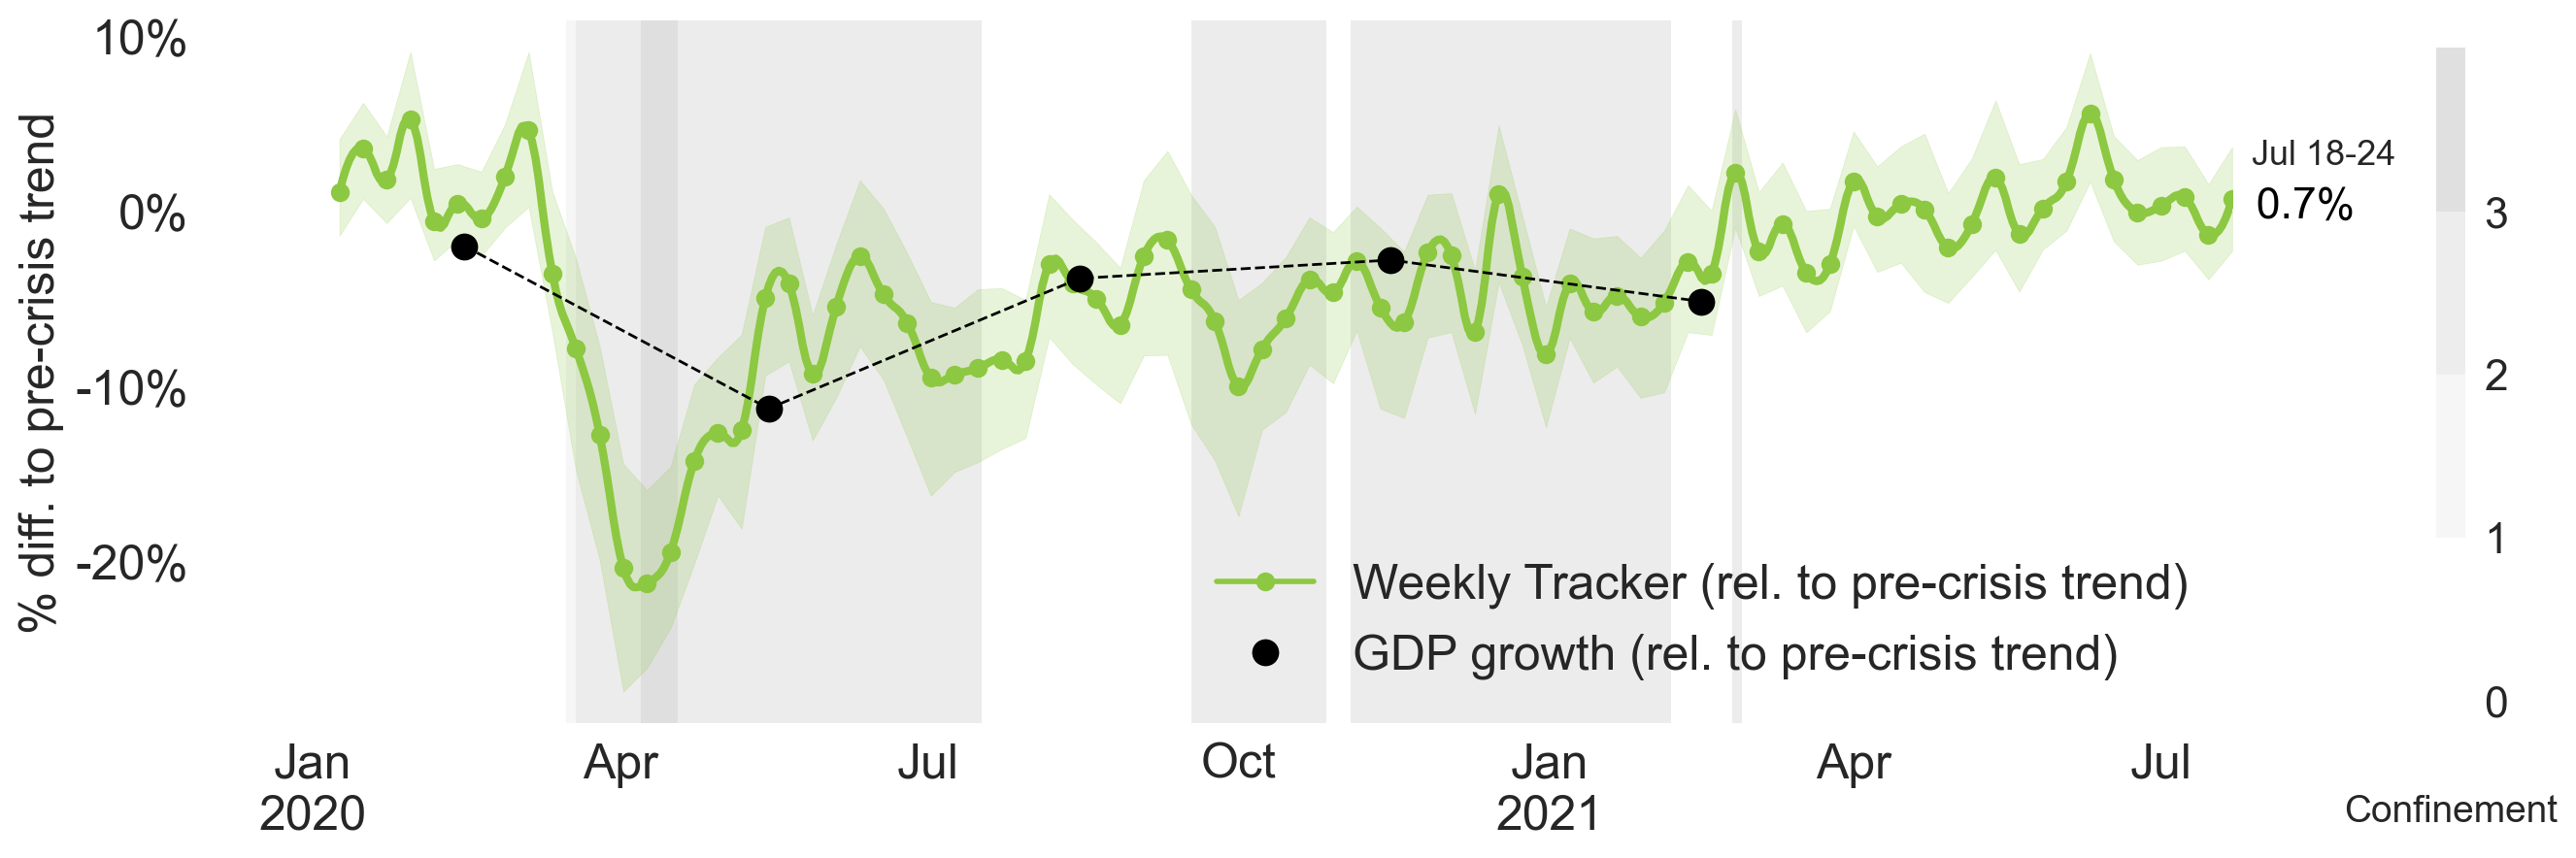 % diff. to pre-crisis trend
10%
0%
-10%
-20%
Jul 18-24
0.7%
Weekly Tracker (rel. to pre-crisis trend)
GDP growth (rel. to pre-crisis trend)
Jan Apr Jul Oct Jan Apr Jul
2020 2021
3
2
1
0
Confinement